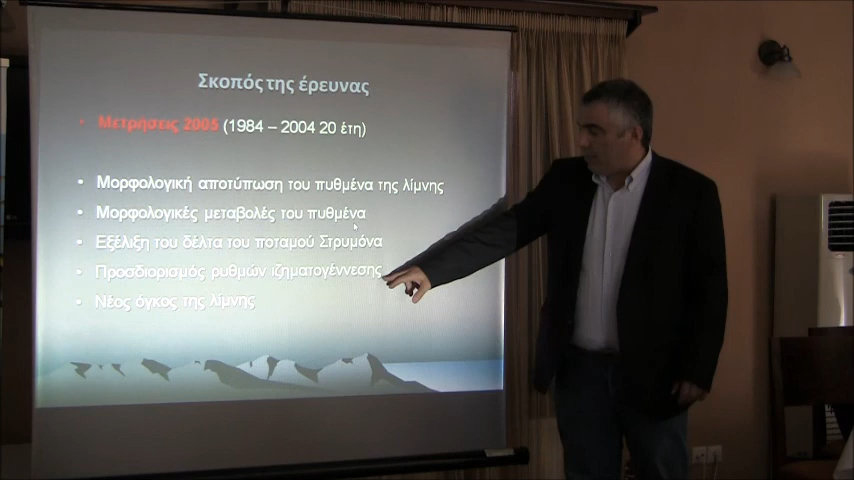 Σκοπός της έρευνας
• Μετρήσεις 2005 (1984 – 2004 20 έτη)
• Μορφολογική αποτύπωση του πυθμένα της λίμνης
• Μορφολογικές μεταβολές του πυθμένα
• Εξέλιξη του δέλτα του ποταμού Στρυμόνα
• Προσδιορισμός ρυθμών ιζηματογέννεσης
• Νέος όγκος της λίμνης